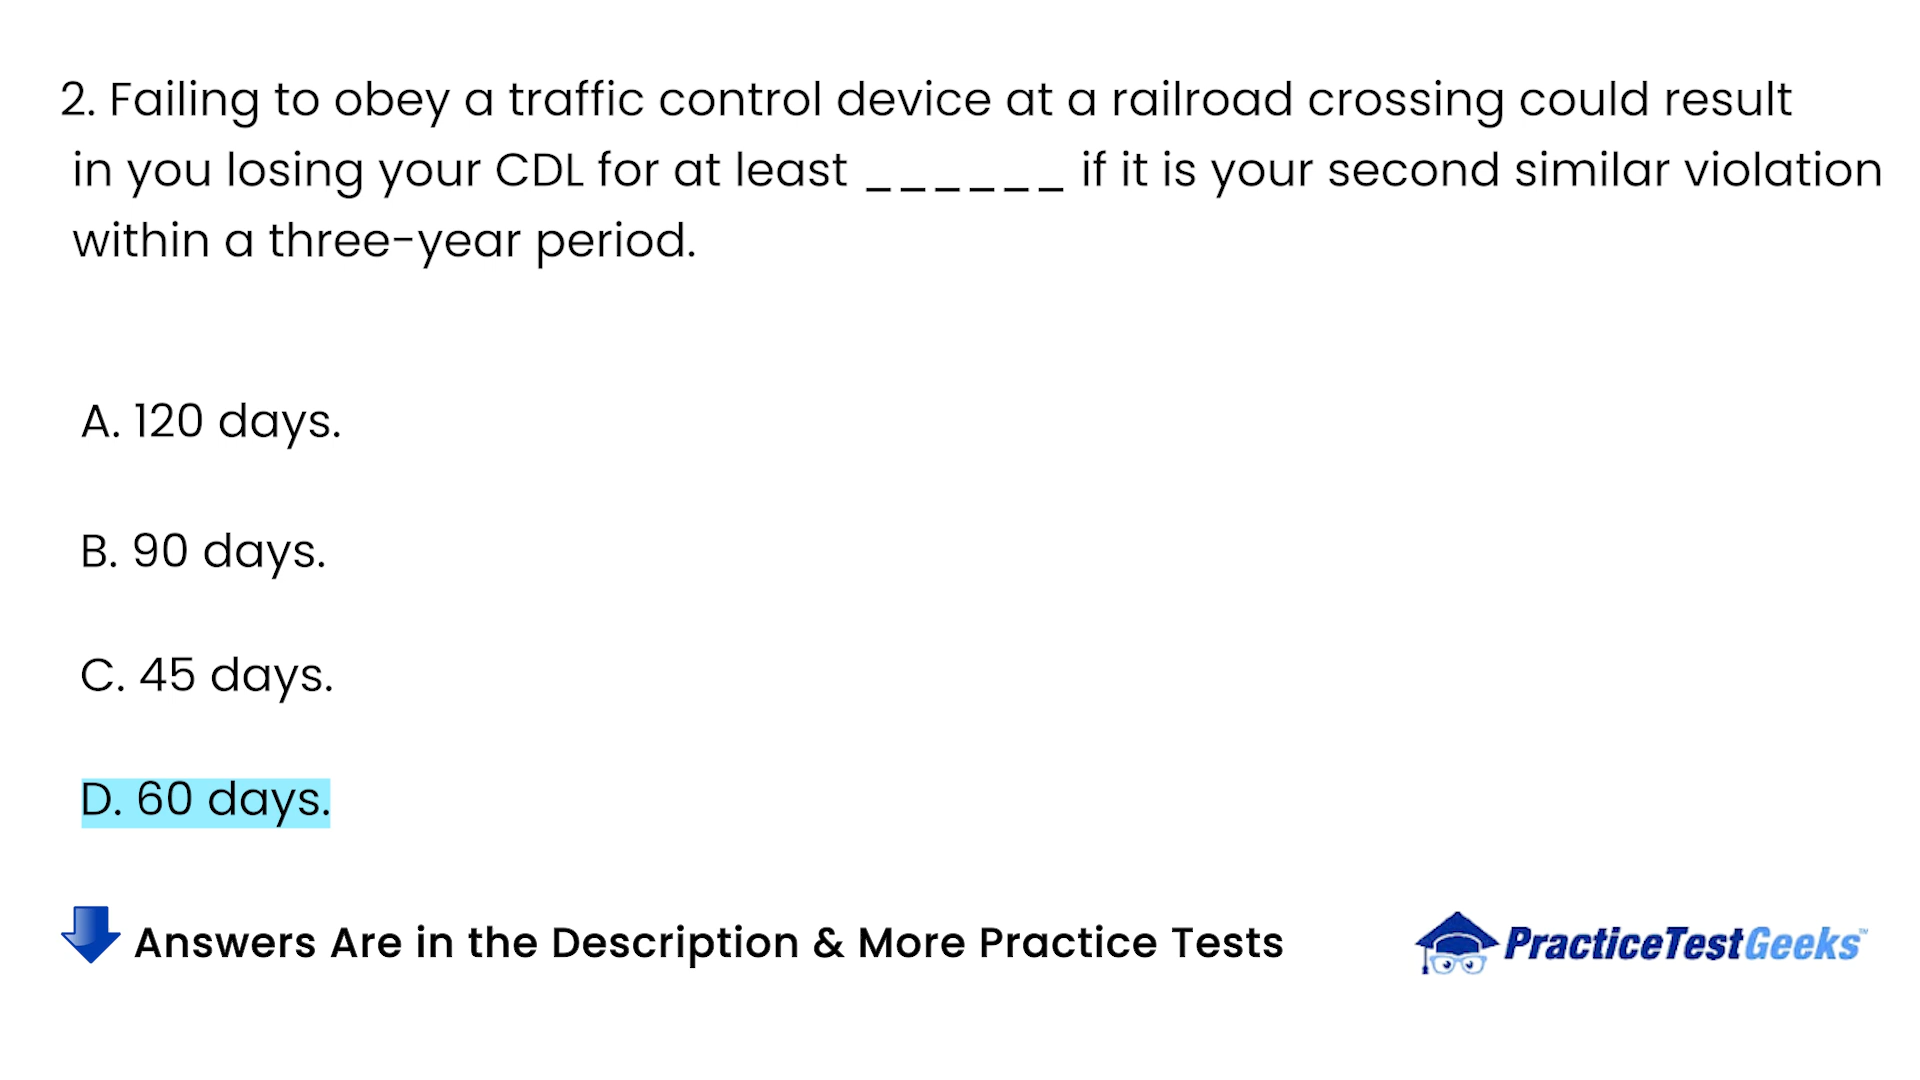 2. Failing to obey a traffic control device at a railroad crossing could result
in you losing your CDL for at least ______ if it is your second similar violation
within a three-year period.
A. 120 days.
B. 90 days.
C. 45 days.
D. 60 days.
Answers Are in the Description & More Practice Tests
PracticeTestGeeks™